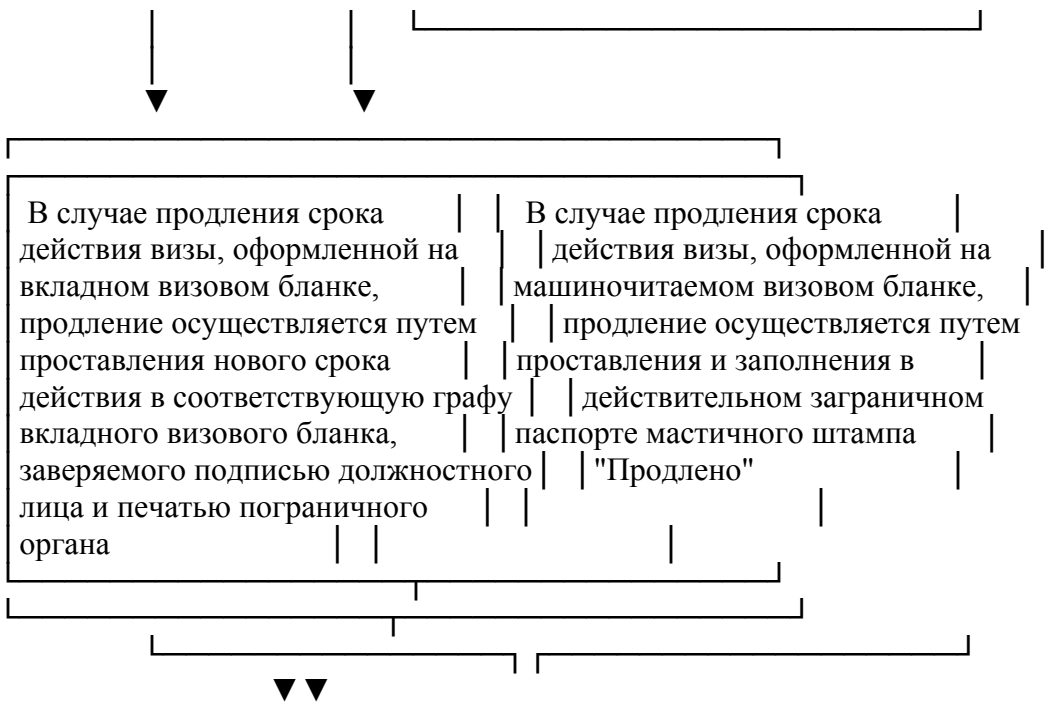 В случае продления срока
действия визы, оформленной на
вкладном визовом бланке,
продление осуществляется путем
проставления нового срока
действия в соответствующую графу
вкладного визового бланка,
заверяемого подписью должностного
лица и печатью пограничного
органа
В случае продления срока
действия визы, оформленной на
машиночитаемом визовом бланке,
продление осуществляется путем
проставления и заполнения в
действительном заграничном
паспорте мастичного штампа
"Продлено"